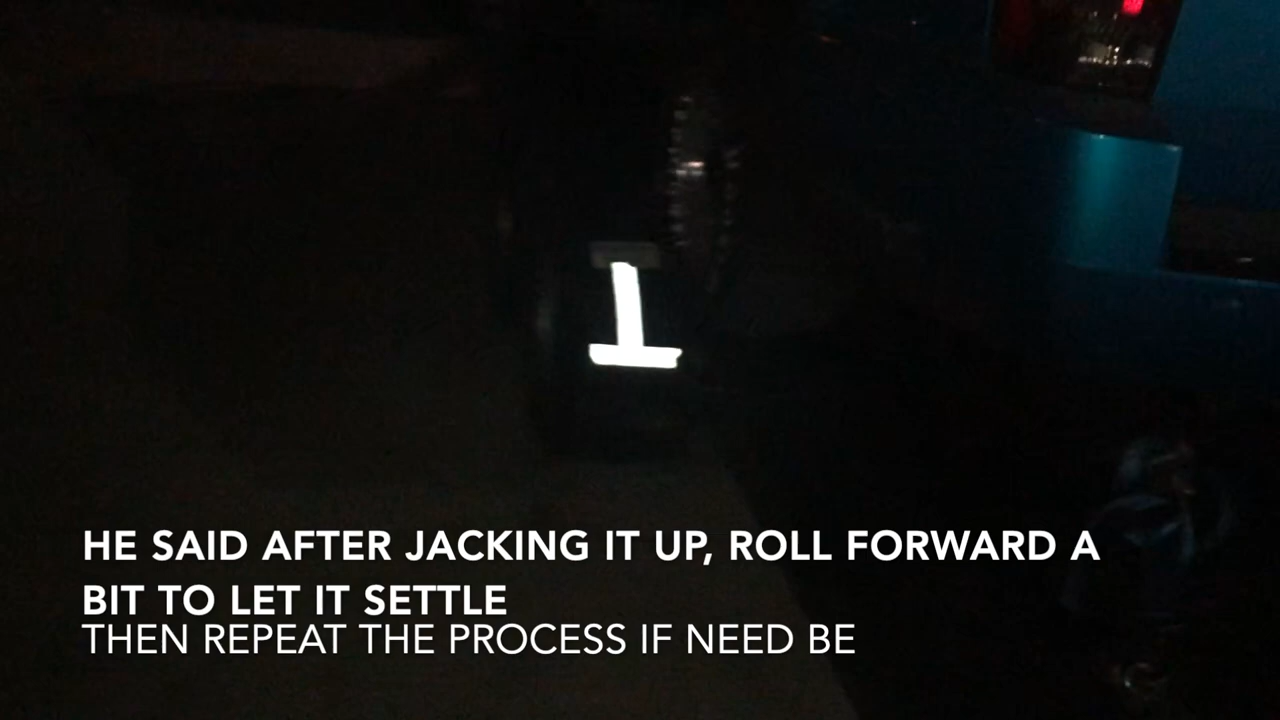 HE SAID AFTER JACKING IT UP, ROLL FORWARD A
BIT TO LET IT SETTLE
THEN REPEAT THE PROCESS IF NEED BE